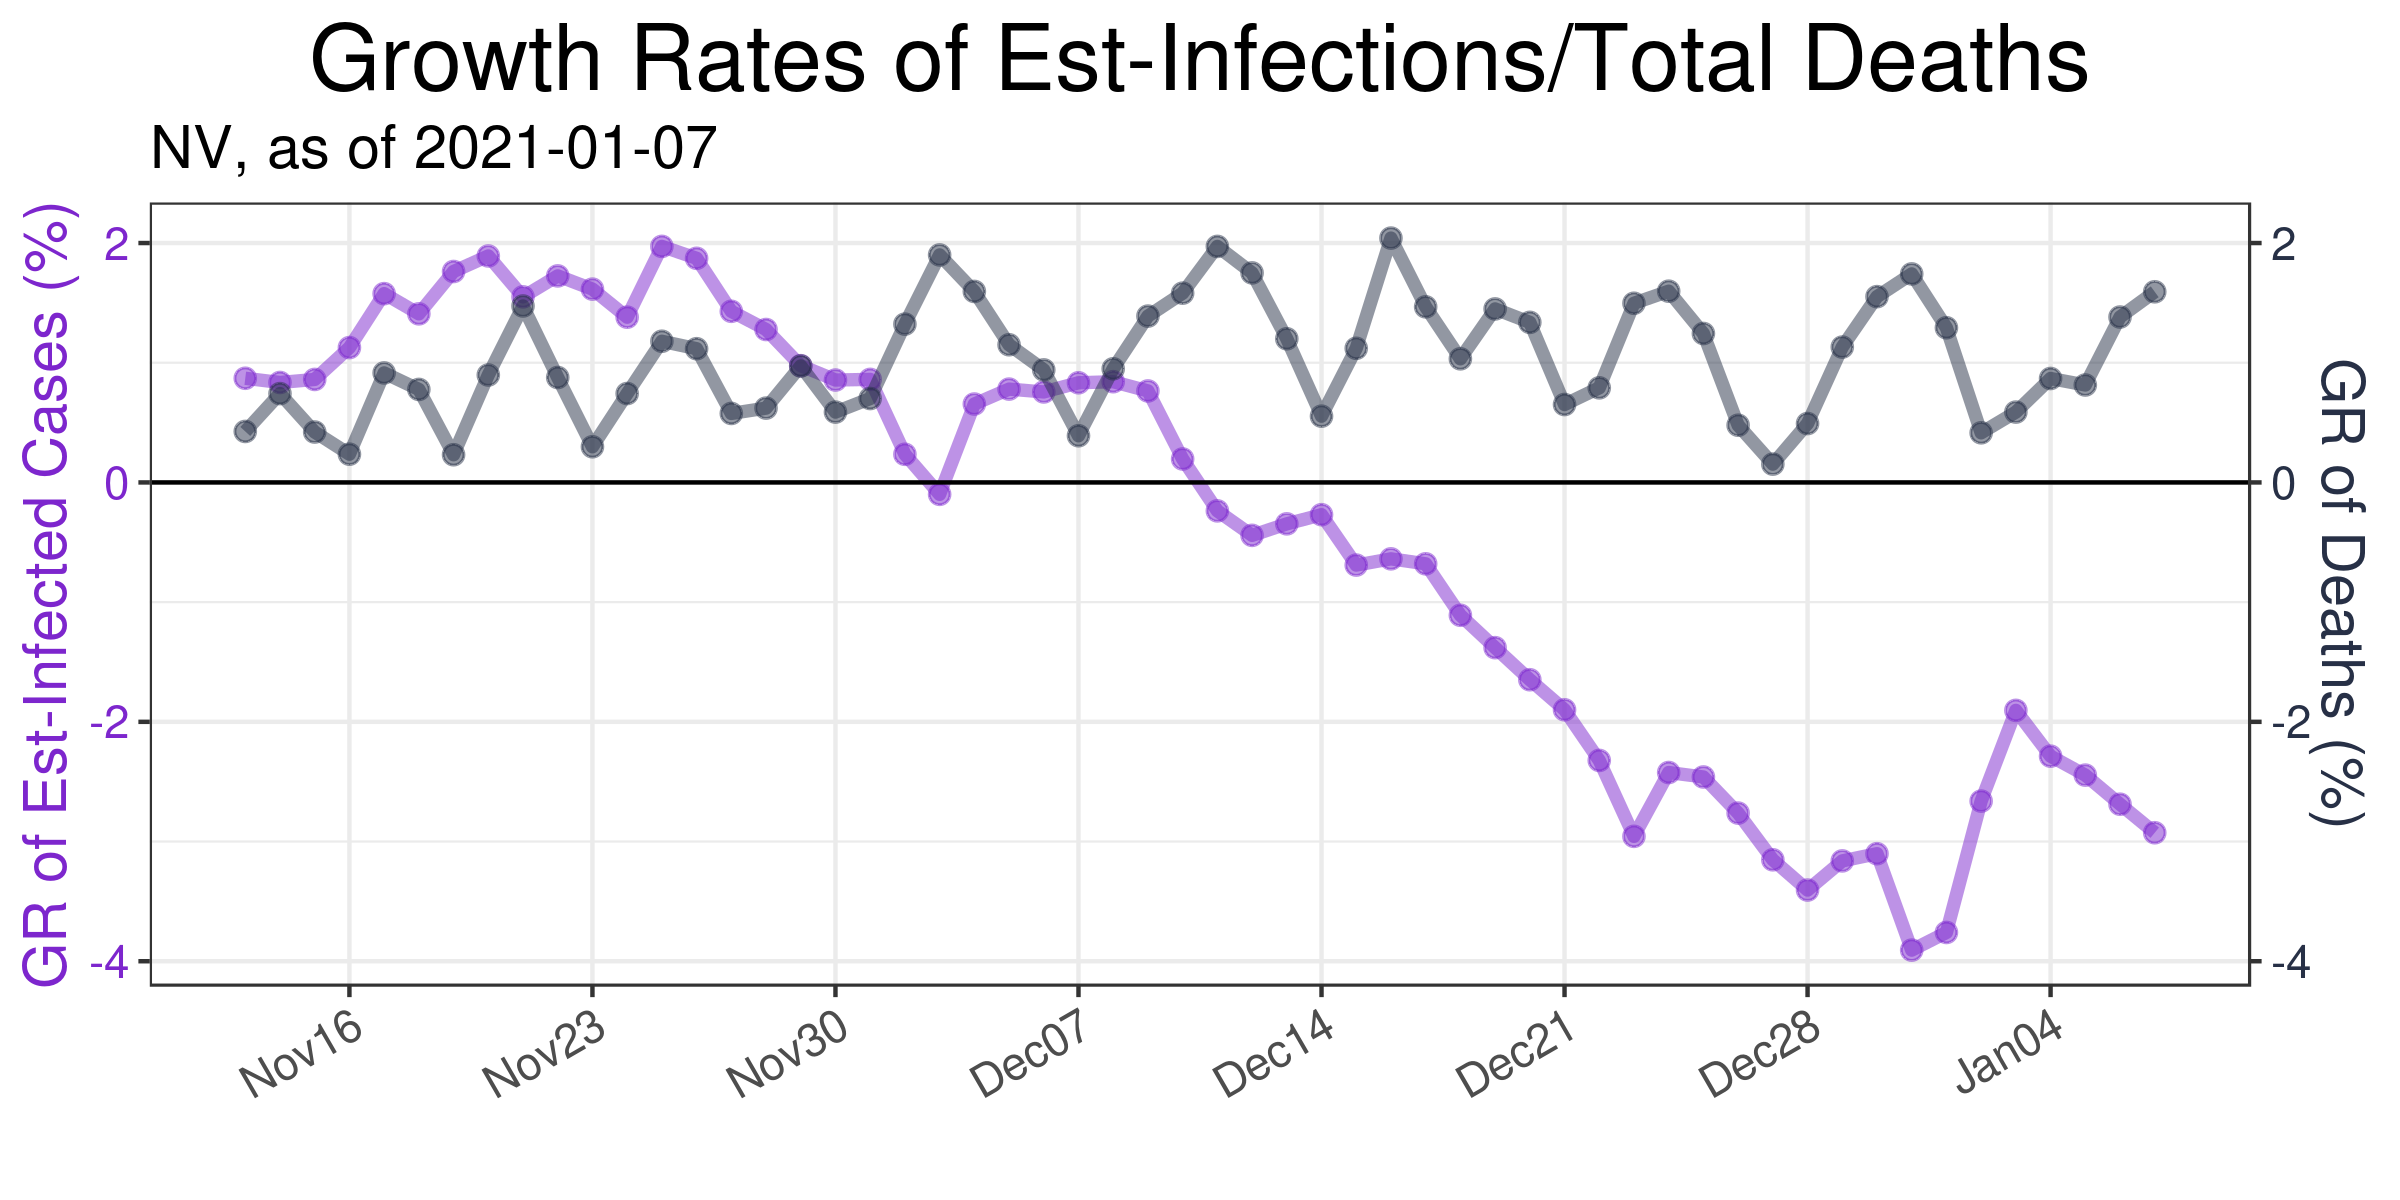 Growth Rates of Est-Infections/Total Deaths
NV, as of 2021-01-07
GR of Est-Infected Cases (%)
2
0
-2
-4
2
0
-2
-4
GR of Deaths (%)
Nov16
Nov23
Nov30
Dec07
Dec14
Dec21
Dec28
Jan04